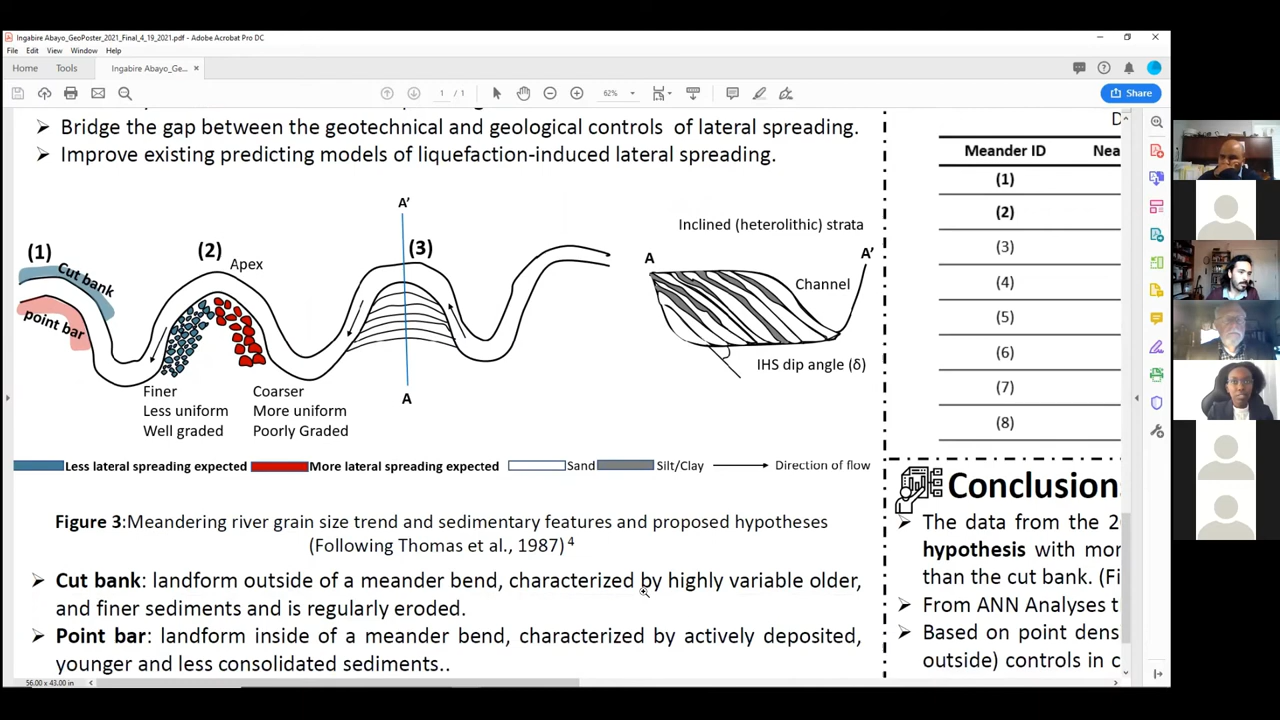 Ingabire Abayo_GeoPoster_2021_Final_4_19_2021.pdf - Adobe Acrobat Pro DC
File Edit View Window Help
Home Tools Ingabire Abayo_Ge... ×
1 / 1 62% Share
➤ Bridge the gap between the geotechnical and geological controls of lateral spreading.
➤ Improve existing predicting models of liquefaction-induced lateral spreading.
A'
(1) (2) (3)
Apex
Cut bank
point bar
Finer
Less uniform
Well graded
Coarser
More uniform
Poorly Graded
A
Inclined (heterolithic) strata
A A'
Channel
IHS dip angle (δ)
Less lateral spreading expected More lateral spreading expected Sand Silt/Clay Direction of flow
Figure 3:Meandering river grain size trend and sedimentary features and proposed hypotheses
(Following Thomas et al., 1987)⁴
➤ Cut bank: landform outside of a meander bend, characterized by highly variable older,
and finer sediments and is regularly eroded.
➤ Point bar: landform inside of a meander bend, characterized by actively deposited,
younger and less consolidated sediments..
D
Meander ID Nea
(1)
(2)
(3)
(4)
(5)
(6)
(7)
(8)
Conclusion
➤ The data from the 2
hypothesis with mor
than the cut bank. (Fi
➤ From ANN Analyses t
➤ Based on point dens
outside) controls in c
56.00 x 43.00 in